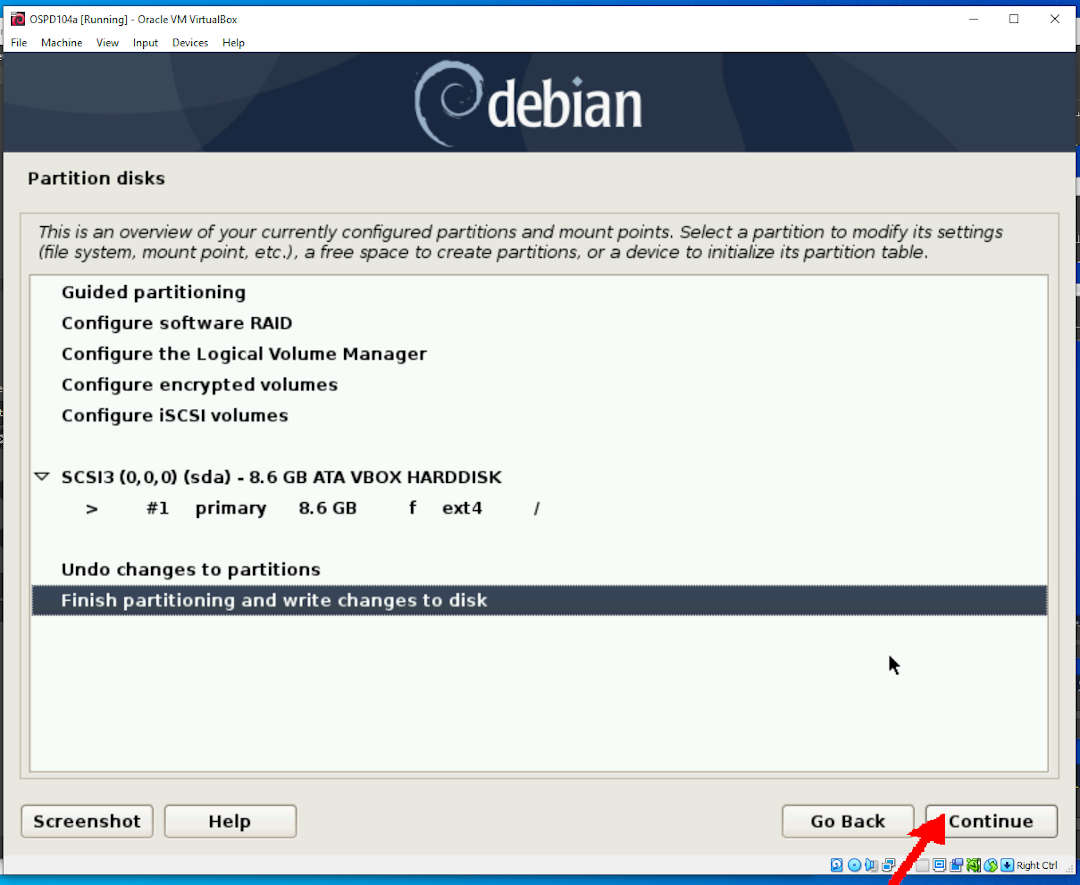 OSPD104a [Running] - Oracle VM VirtualBox
File Machine View Input Devices Help
debian
Partition disks
This is an overview of your currently configured partitions and mount points. Select a partition to modify its settings
(file system, mount point, etc.), a free space to create partitions, or a device to initialize its partition table.
Guided partitioning
Configure software RAID
Configure the Logical Volume Manager
Configure encrypted volumes
Configure iSCSI volumes
SCSI3 (0,0,0) (sda) - 8.6 GB ATA VBOX HARDDISK
> #1 primary 8.6 GB f ext4 /
Undo changes to partitions
Finish partitioning and write changes to disk
Screenshot Help Go Back Continue
Right Ctrl